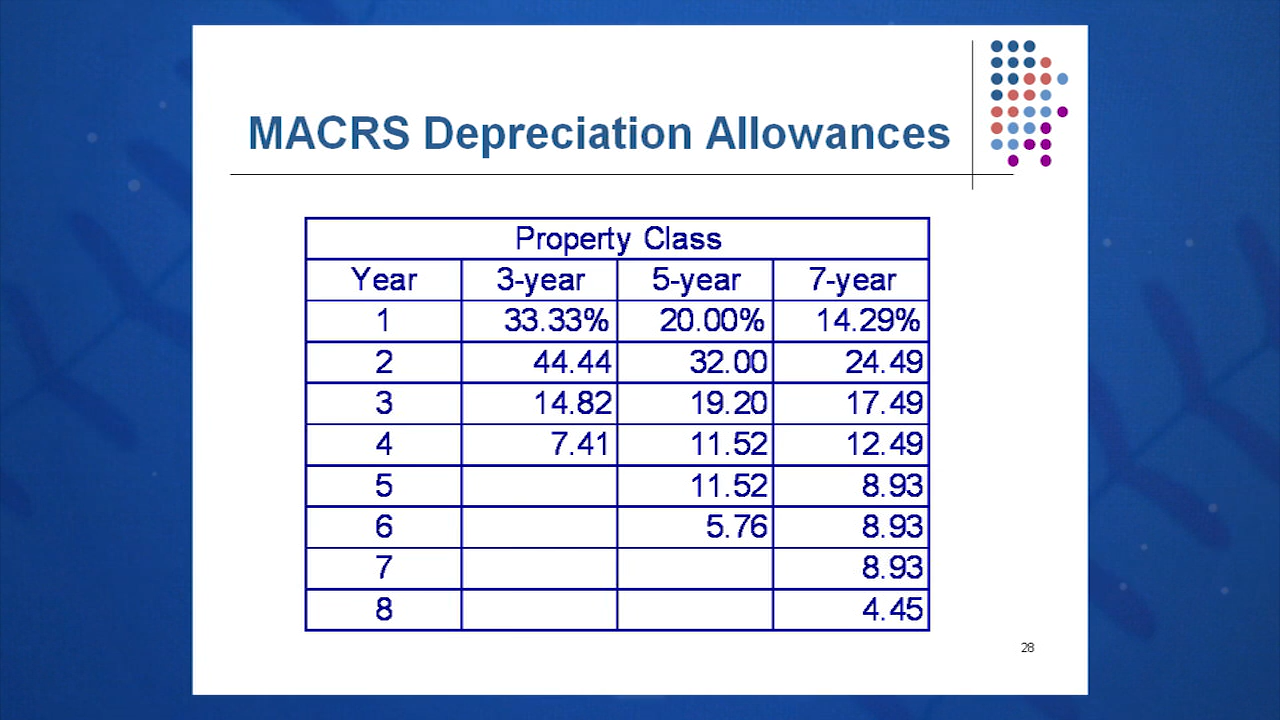 MACRS Depreciation Allowances
Property Class
Year 3-year 5-year 7-year
1 33.33% 20.00% 14.29%
2 44.44 32.00 24.49
3 14.82 19.20 17.49
4 7.41 11.52 12.49
5 11.52 8.93
6 5.76 8.93
7 8.93
8 4.45
28